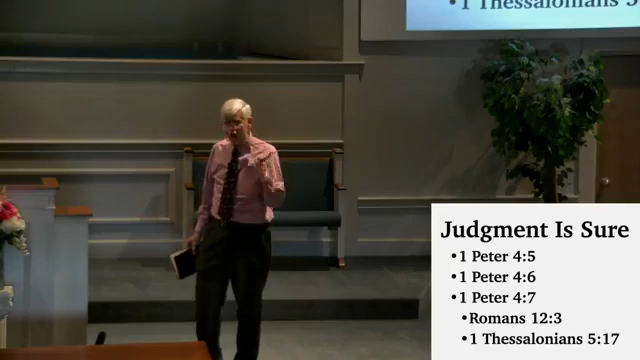 •1 Thessalonians 5
Judgment Is Sure
•1 Peter 4:5
•1 Peter 4:6
•1 Peter 4:7
•Romans 12:3
•1 Thessalonians 5:17